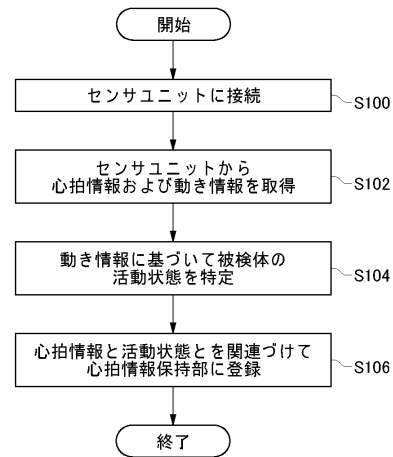 開始
センサユニットに接続
S100
センサユニットから
心拍情報および動き情報を取得
S102
動き情報に基づいて被検体の
活動状態を特定
S104
心拍情報と活動状態とを関連づけて
心拍情報保持部に登録
S106
終了